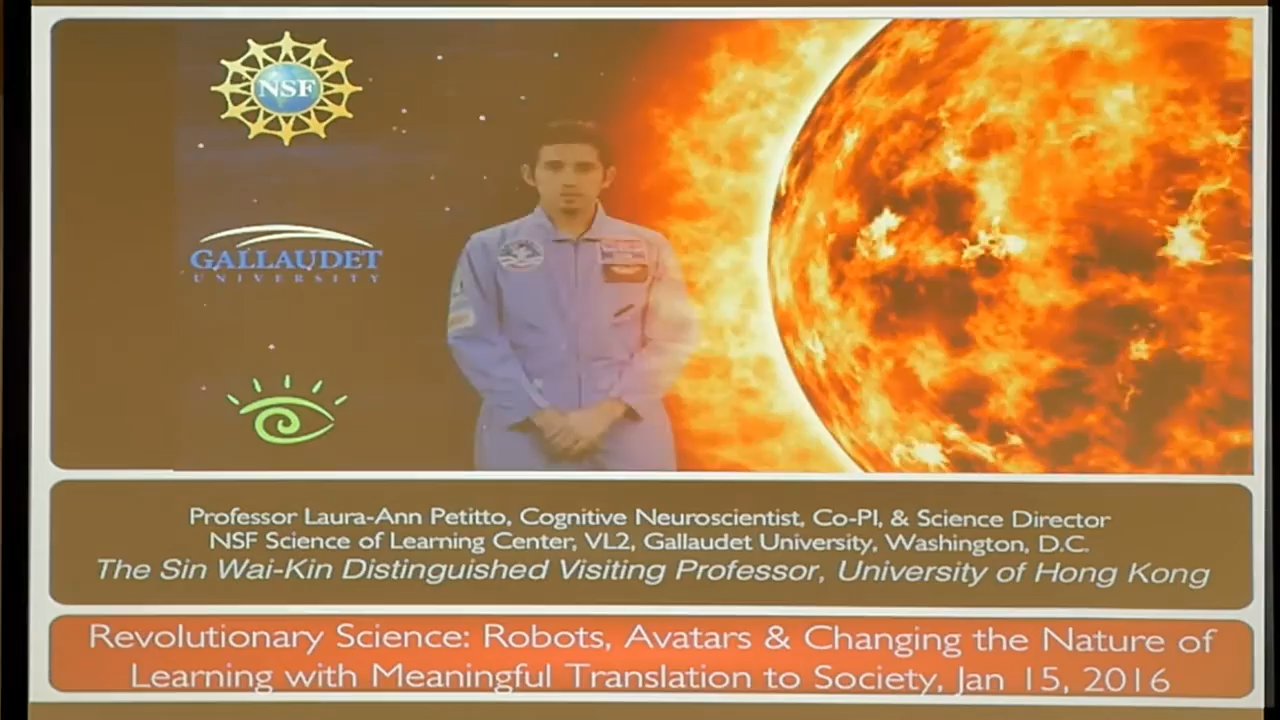 NSF
GALLAUDET
UNIVERSITY
Professor Laura-Ann Petitto, Cognitive Neuroscientist, Co-PI, & Science Director
NSF Science of Learning Center, VL2, Gallaudet University, Washington, D.C.
The Sin Wai-Kin Distinguished Visiting Professor, University of Hong Kong
Revolutionary Science: Robots, Avatars & Changing the Nature of
Learning with Meaningful Translation to Society, Jan 15, 2016